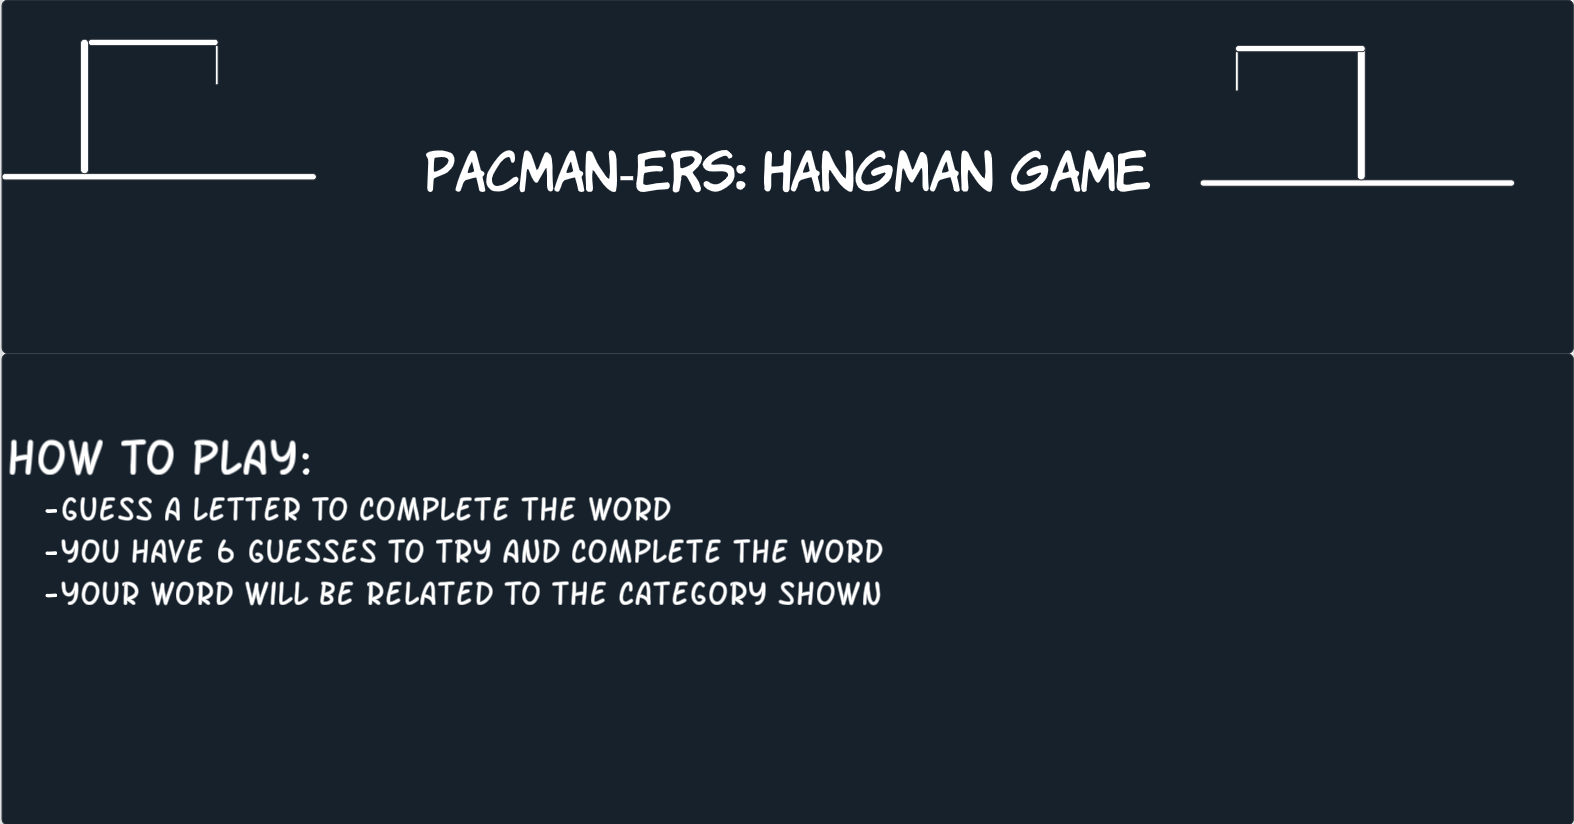 PACMAN-ERS: HANGMAN GAME
HOW TO PLAY:
-GUESS A LETTER TO COMPLETE THE WORD
-YOU HAVE 6 GUESSES TO TRY AND COMPLETE THE WORD
-YOUR WORD WILL BE RELATED TO THE CATEGORY SHOWN